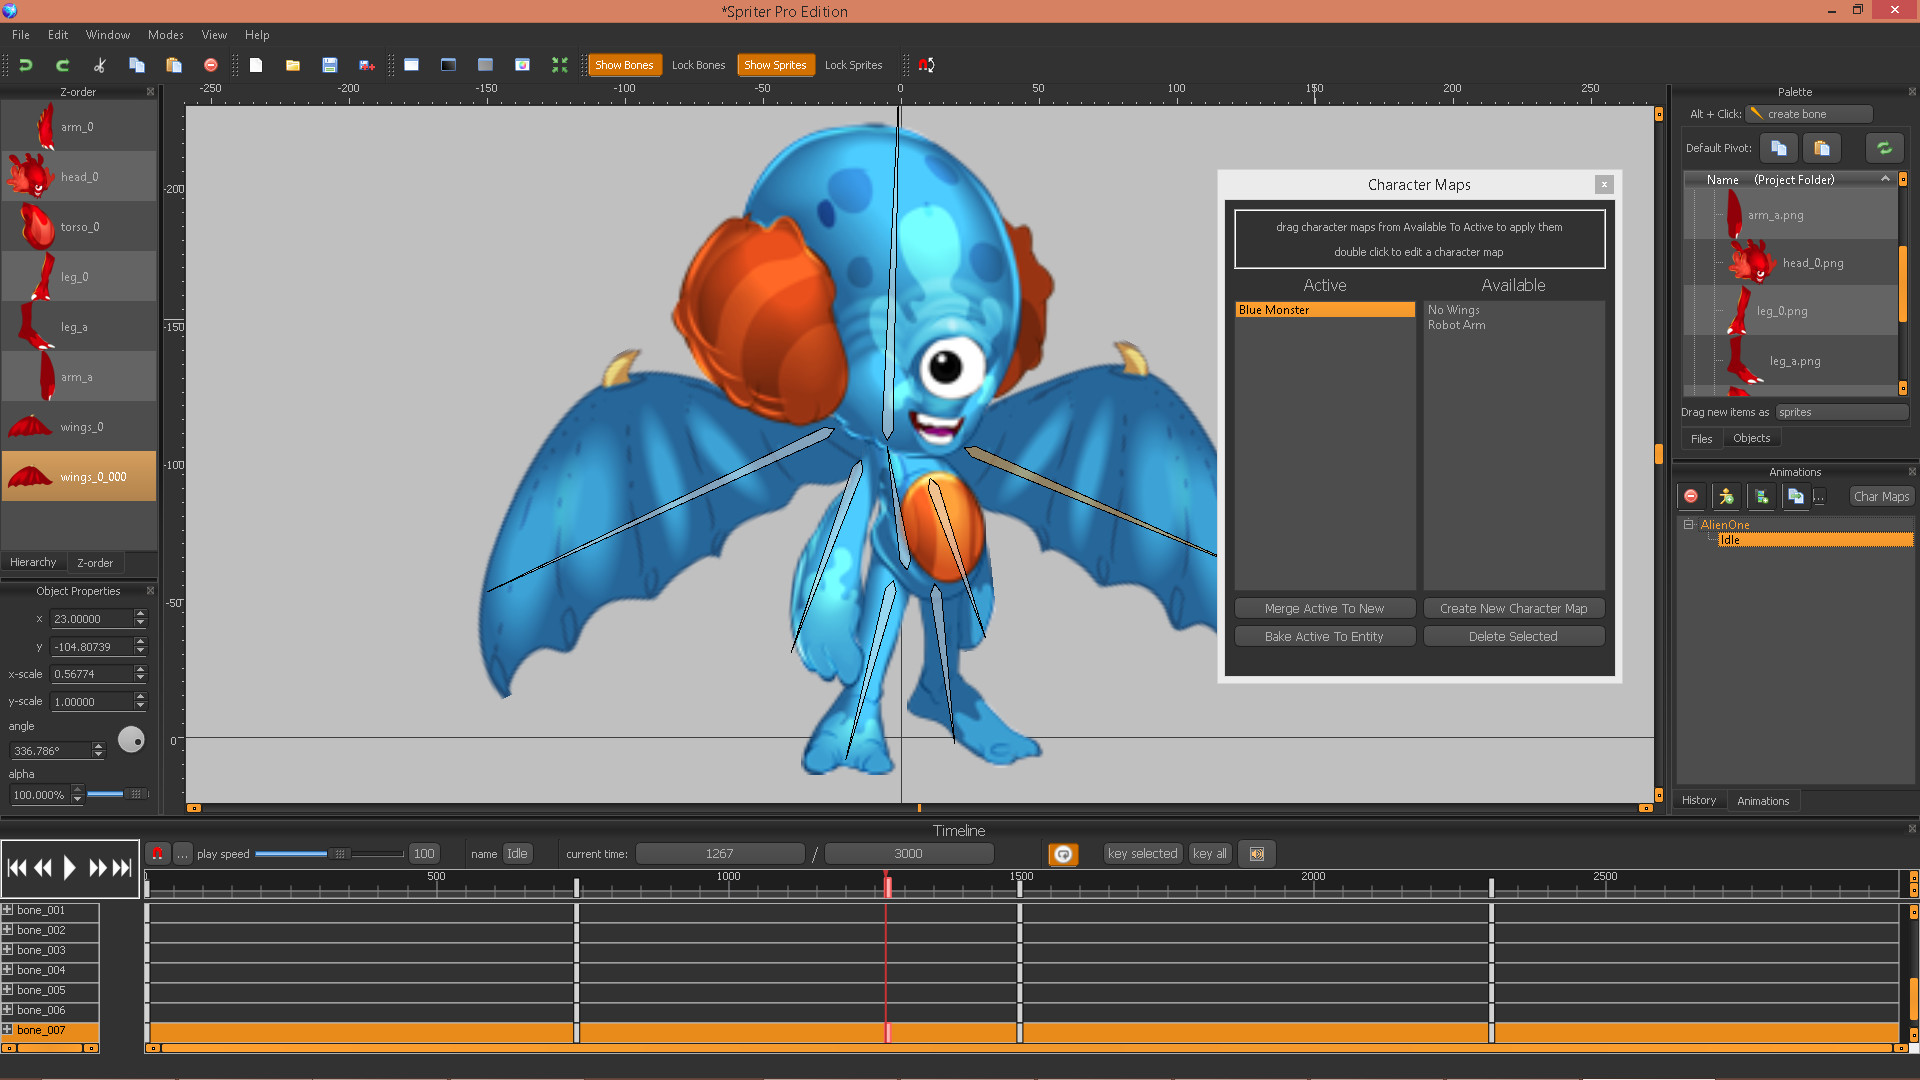 *Spriter Pro Edition
File Edit Window Modes View Help
Show Bones Lock Bones Show Sprites Lock Sprites
Z-order
arm_0
head_0
torso_0
leg_0
leg_a
arm_a
wings_0
wings_0_000
Hierarchy Z-order
Object Properties
x 23.00000
y -104.80739
x-scale 0.56774
y-scale 1.00000
angle
336.786°
alpha
100.000%
-250 -200 -150 -100 -50 0 50 100 150 200 250
-200
-150
-100
-50
0
Character Maps
x
drag character maps from Available To Active to apply them
double click to edit a character map
Active Available
Blue Monster
No Wings
Robot Arm
Merge Active To New Create New Character Map
Bake Active To Entity Delete Selected
Palette
Alt + Click: create bone
Default Pivot:
Name (Project Folder)
arm_a.png
head_0.png
leg_0.png
leg_a.png
Drag new items as sprites
Files Objects
Animations
... Char Maps
AlienOne
Idle
History Animations
Timeline
... play speed 100 name Idle current time: 1267 / 3000 key selected key all
0 500 1000 1500 2000 2500
bone_001
bone_002
bone_003
bone_004
bone_005
bone_006
bone_007